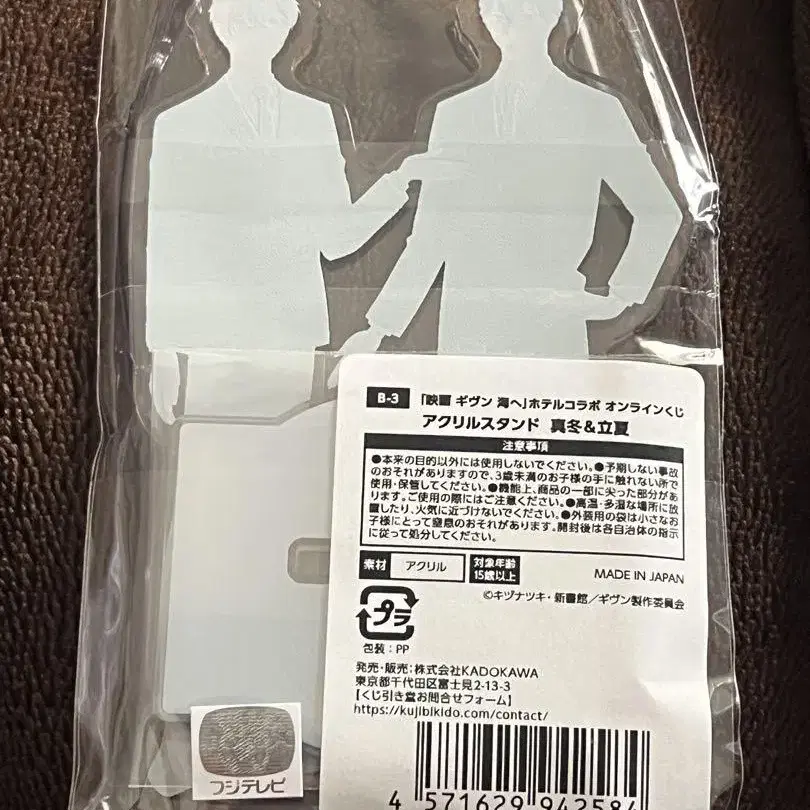 B-3 「映画 ギヴン 海へ」ホテルコラボ オンラインくじ
アクリルスタンド 真冬&立夏
注意事項
●本来の目的以外には使用しないでください。●予期しない事故
のおそれがありますので、3歳未満のお子様の手に触れない所で
使用・保管してください。●機能上、商品の一部に尖った部分があ
ります。ご使用の際にはご注意ください。●高温・多湿な場所に放
置したり、火気に近づけないでください。●外装用の袋は小さなお
子様にとって窒息のおそれがあります。開封後は各自治体の指示
に従って処分してください。
素材 アクリル 対象年齢 15歳以上 MADE IN JAPAN
©キヅナツキ・新書館/ギヴン製作委員会
プラ
包装:PP
発売・販売:株式会社KADOKAWA
東京都千代田区富士見2-13-3
【くじ引き堂お問合せフォーム】
https://kujibikido.com/contact/
フジテレビ
4 571629 942584